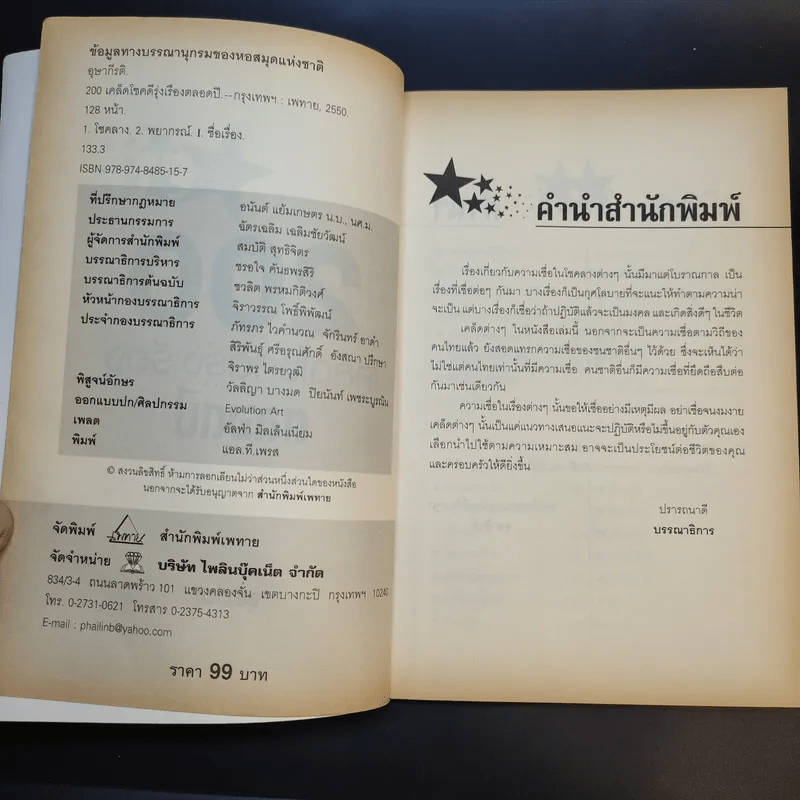 ข้อมูลทางบรรณานุกรมของหอสมุดแห่งชาติ
อุษากีรติ.
200 เคล็ดโชคดีรุ่งเรืองตลอดปี.--กรุงเทพฯ : เพทาย, 2550.
128 หน้า.
1. โชคลาง. 2. พยากรณ์. I. ชื่อเรื่อง.
133.3
ISBN 978-974-8485-15-7
ที่ปรึกษากฎหมาย อนันต์ แย้มเกษตร น.บ., นศ.ม.
ประธานกรรมการ ฉัตรเฉลิม เฉลิมชัยวัฒน์
ผู้จัดการสำนักพิมพ์ สมบัติ สุทธิจิตร
บรรณาธิการบริหาร ชรอใจ คันธพรสิริ
บรรณาธิการต้นฉบับ ชวลิต พรหมกิติวงศ์
หัวหน้ากองบรรณาธิการ จิราวรรณ โพธิ์พิพัฒน์
ประจำกองบรรณาธิการ ภัทรภร ไวคำนวณ จักรินทร์ อาดำ
สิริพันธุ์ ศรีอรุณศักดิ์ อังสณา ปรึกษา
จิราพร ไตรยวุฒิ
พิสูจน์อักษร วัลลิญา บางมด ปิยนันท์ เพชระบูรณิน
ออกแบบปก/ศิลปกรรม Evolution Art
เพลต อัลฟ่า มิลเล็นเนียม
พิมพ์ แอล.ที.เพรส
© สงวนลิขสิทธิ์ ห้ามการลอกเลียนไม่ว่าส่วนหนึ่งส่วนใดของหนังสือ
นอกจากจะได้รับอนุญาตจาก สำนักพิมพ์เพทาย
จัดพิมพ์ เพทาย สำนักพิมพ์เพทาย
จัดจำหน่าย บริษัท ไพลินบุ๊คเน็ต จำกัด
834/3-4 ถนนลาดพร้าว 101 แขวงคลองจั่น เขตบางกะปิ กรุงเทพฯ 10240
โทร. 0-2731-0621 โทรสาร 0-2375-4313
E-mail : phailinb@yahoo.com
ราคา 99 บาท
คำนำสำนักพิมพ์
เรื่องเกี่ยวกับความเชื่อในโชคลางต่างๆ นั้นมีมาแต่โบราณกาล เป็น
เรื่องที่เชื่อต่อๆ กันมา บางเรื่องก็เป็นกุศโลบายที่จะแนะให้ทำตามความน่า
จะเป็น แต่บางเรื่องก็เชื่อว่าถ้าปฏิบัติแล้วจะเป็นมงคล และเกิดสิ่งดีๆ ในชีวิต
เคล็ดต่างๆ ในหนังสือเล่มนี้ นอกจากจะเป็นความเชื่อตามวิถีของ
คนไทยแล้ว ยังสอดแทรกความเชื่อของชนชาติอื่นๆ ไว้ด้วย ซึ่งจะเห็นได้ว่า
ไม่ใช่แต่คนไทยเท่านั้นที่มีความเชื่อ คนชาติอื่นก็มีความเชื่อที่ยึดถือสืบต่อ
กันมาเช่นเดียวกัน
ความเชื่อในเรื่องต่างๆ นั้นขอให้เชื่ออย่างมีเหตุมีผล อย่าเชื่อจนงมงาย
เคล็ดต่างๆ นั้นเป็นแค่แนวทางเสนอแนะจะปฏิบัติหรือไม่ขึ้นอยู่กับตัวคุณเอง
เลือกนำไปใช้ตามความเหมาะสม อาจจะเป็นประโยชน์ต่อชีวิตของคุณ
และครอบครัวให้ดียิ่งขึ้น
ปรารถนาดี
บรรณาธิการ